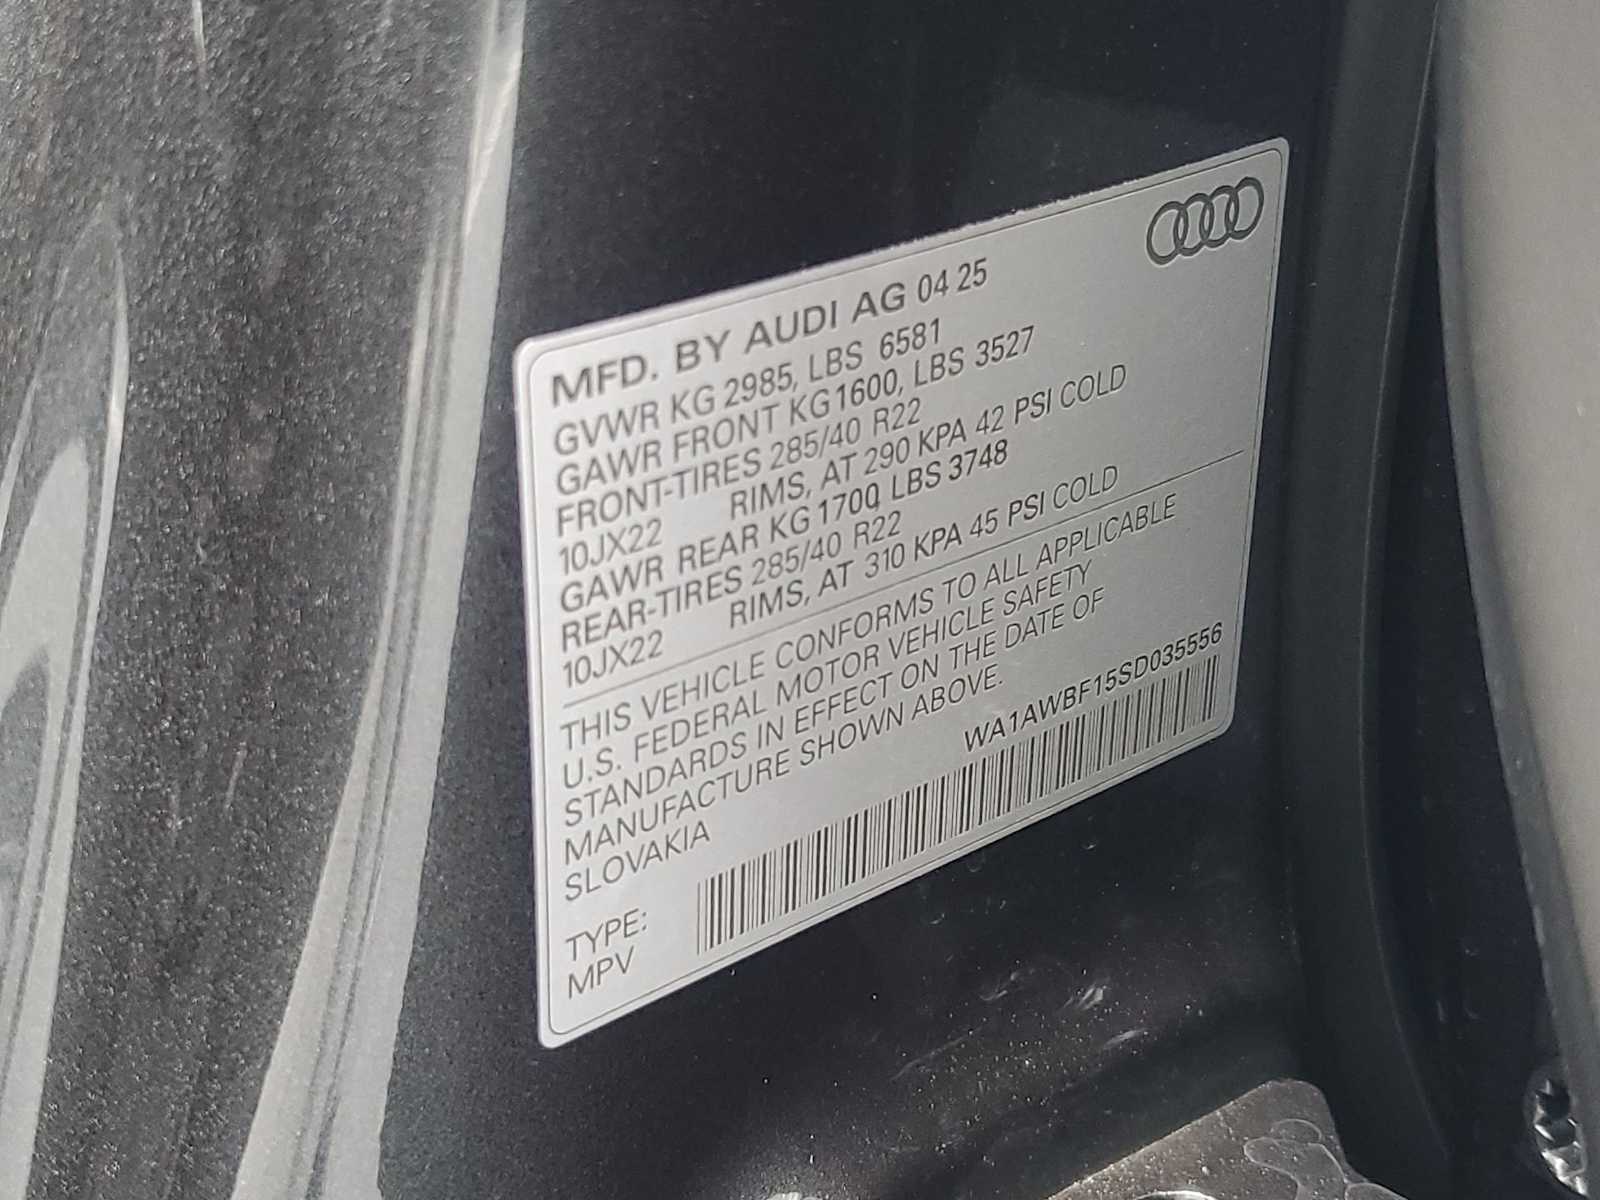 MFD. BY AUDI AG 04 25
GVWR KG 2985, LBS 6581
GAWR FRONT KG 1600, LBS 3527
FRONT-TIRES 285/40 R22
10JX22 RIMS, AT 290 KPA 42 PSI COLD
GAWR REAR KG 1700, LBS 3748
REAR-TIRES 285/40 R22
10JX22 RIMS, AT 310 KPA 45 PSI COLD
THIS VEHICLE CONFORMS TO ALL APPLICABLE
U.S. FEDERAL MOTOR VEHICLE SAFETY
STANDARDS IN EFFECT ON THE DATE OF
MANUFACTURE SHOWN ABOVE.
SLOVAKIA
WA1AWBF15SD035556
TYPE:
MPV